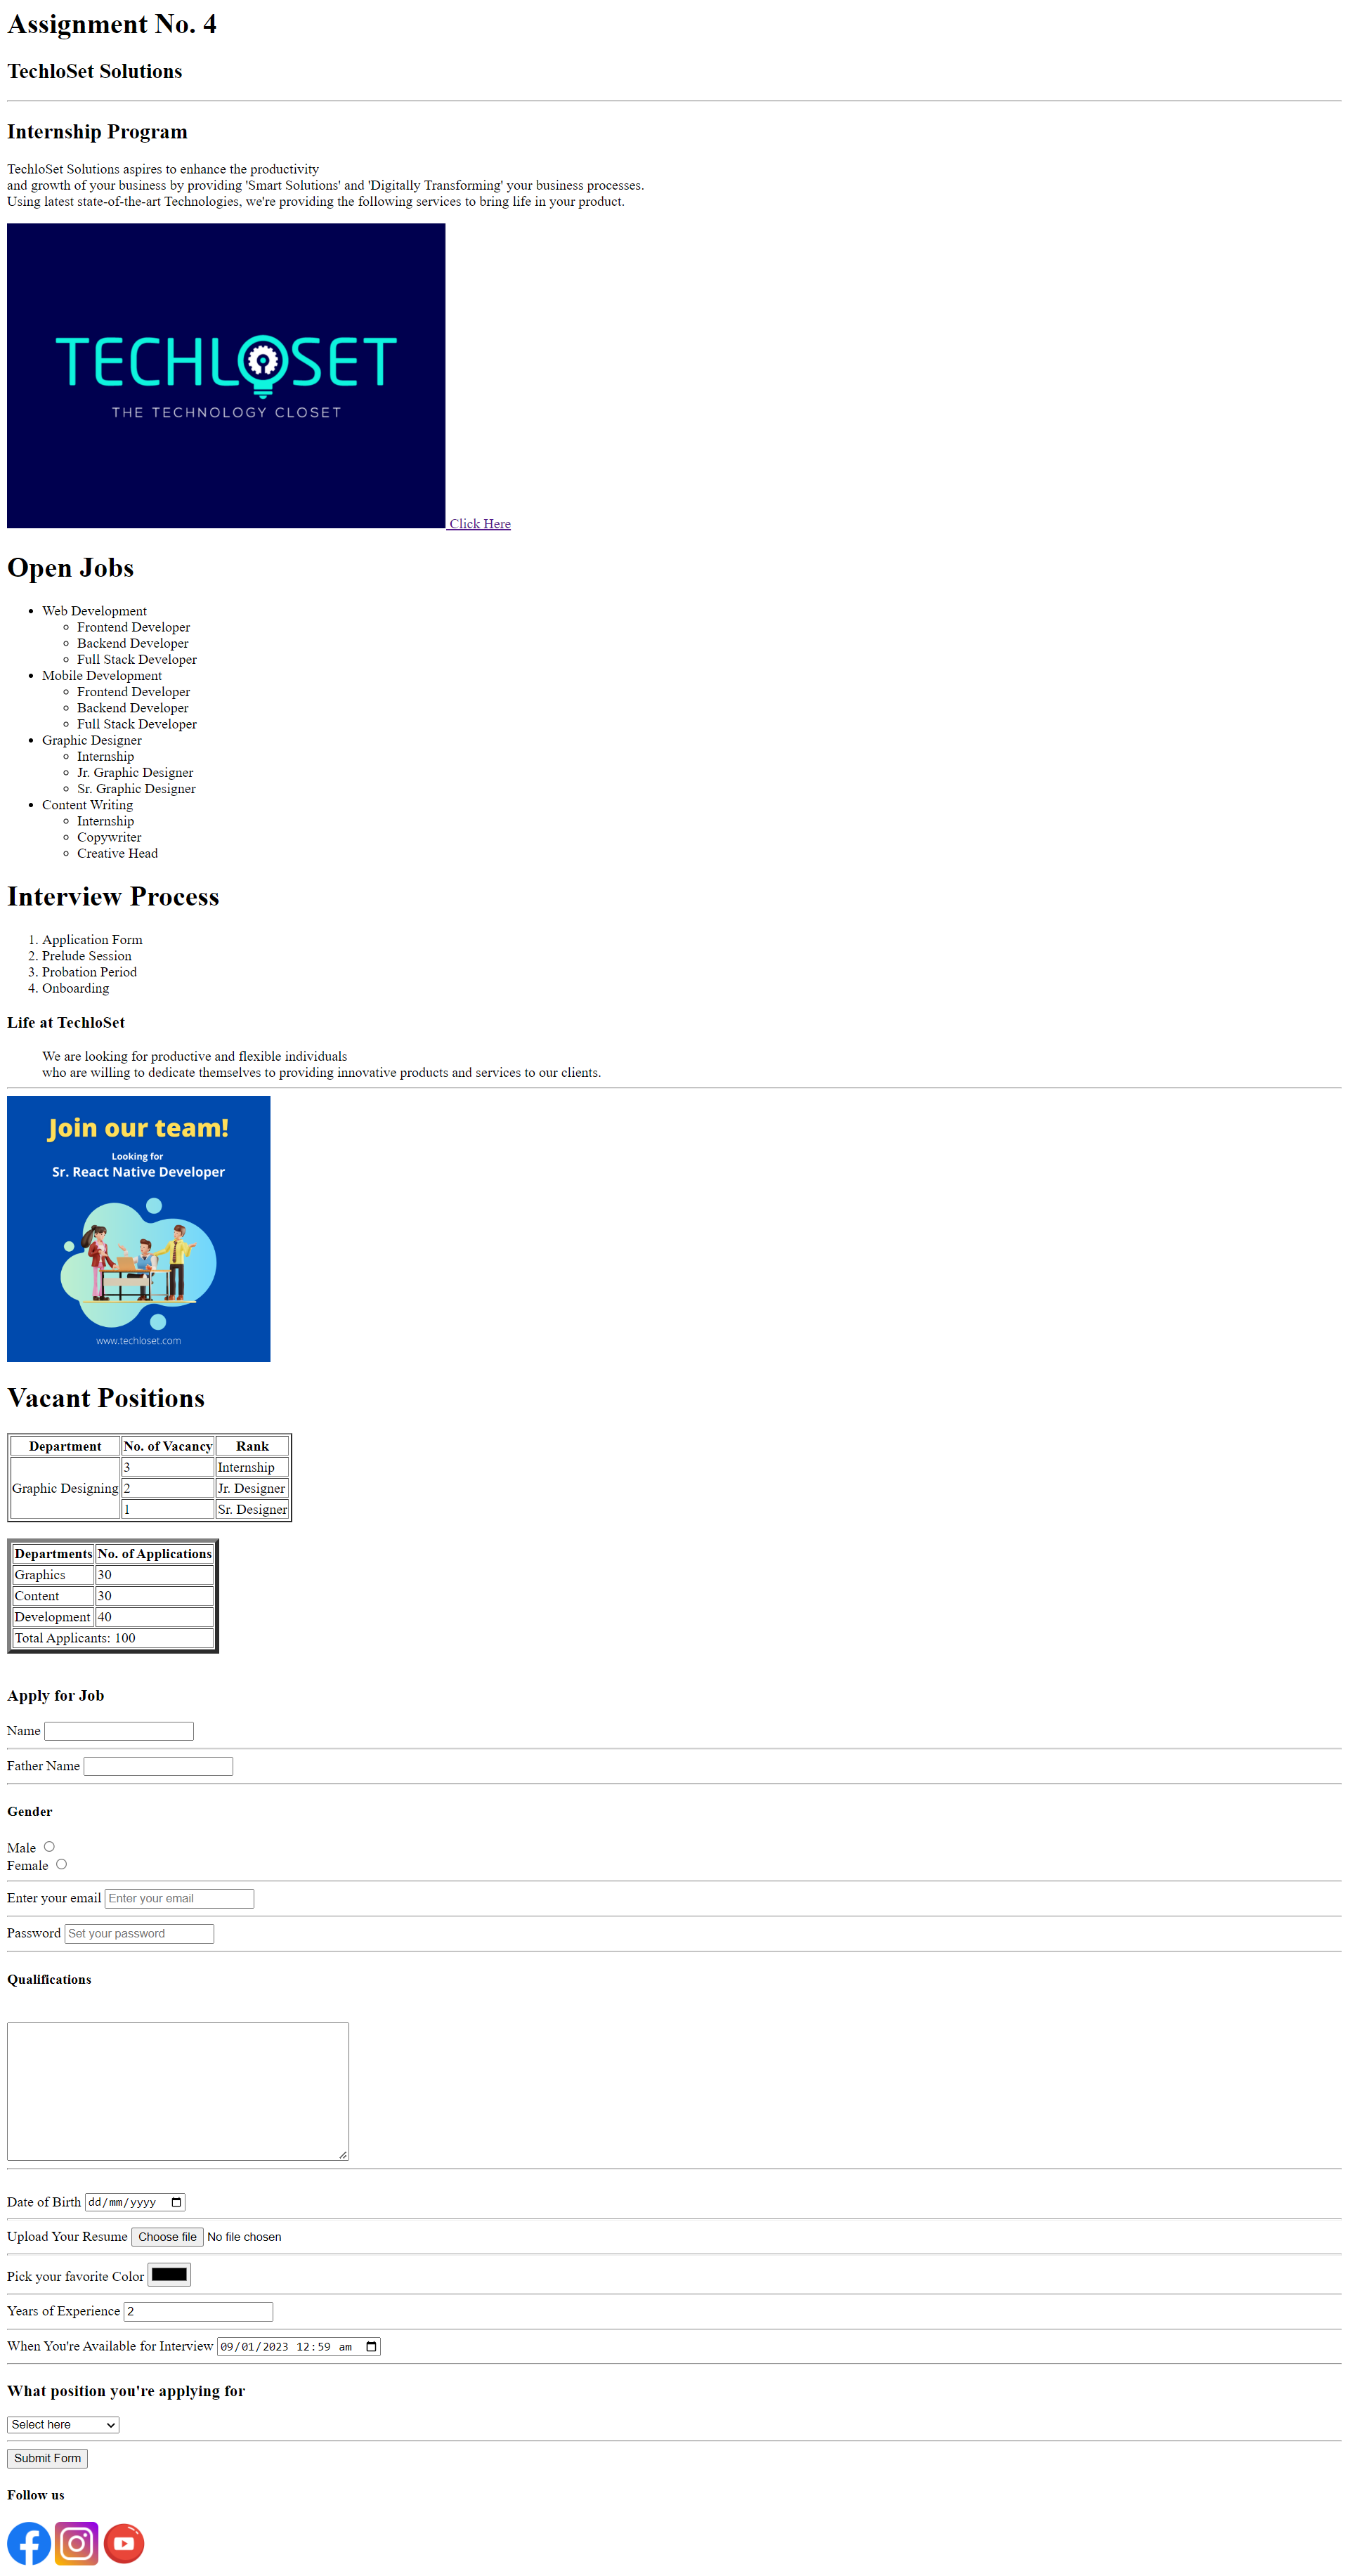 Assignment No. 4
TechloSet Solutions
Internship Program
TechloSet Solutions aspires to enhance the productivity
and growth of your business by providing 'Smart Solutions' and 'Digitally Transforming' your business processes.
Using latest state-of-the-art Technologies, we're providing the following services to bring life in your product.
TECHLOSET
THE TECHNOLOGY CLOSET
Click Here
Open Jobs
Web Development
Frontend Developer
Backend Developer
Full Stack Developer
Mobile Development
Frontend Developer
Backend Developer
Full Stack Developer
Graphic Designer
Internship
Jr. Graphic Designer
Sr. Graphic Designer
Content Writing
Internship
Copywriter
Creative Head
Interview Process
1. Application Form
2. Prelude Session
3. Probation Period
4. Onboarding
Life at TechloSet
We are looking for productive and flexible individuals
who are willing to dedicate themselves to providing innovative products and services to our clients.
Join our team!
Looking for
Sr. React Native Developer
www.techloset.com
Vacant Positions
Department No. of Vacancy Rank
3 Internship
Graphic Designing 2 Jr. Designer
1 Sr. Designer
Departments No. of Applications
Graphics 30
Content 30
Development 40
Total Applicants: 100
Apply for Job
Name
Father Name
Gender
Male
Female
Enter your email Enter your email
Password Set your password
Qualifications
Date of Birth dd/mm/yyyy
Upload Your Resume Choose file No file chosen
Pick your favorite Color
Years of Experience 2
When You're Available for Interview 09/01/2023 12:59 am
What position you're applying for
Select here
Submit Form
Follow us